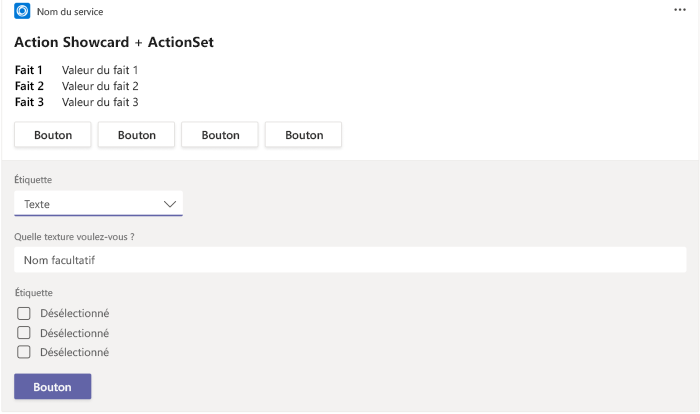 Nom du service
Action Showcard + ActionSet
Fait 1 Valeur du fait 1
Fait 2 Valeur du fait 2
Fait 3 Valeur du fait 3
Bouton Bouton Bouton Bouton
Étiquette
Texte
Quelle texture voulez-vous ?
Nom facultatif
Étiquette
Désélectionné
Désélectionné
Désélectionné
Bouton